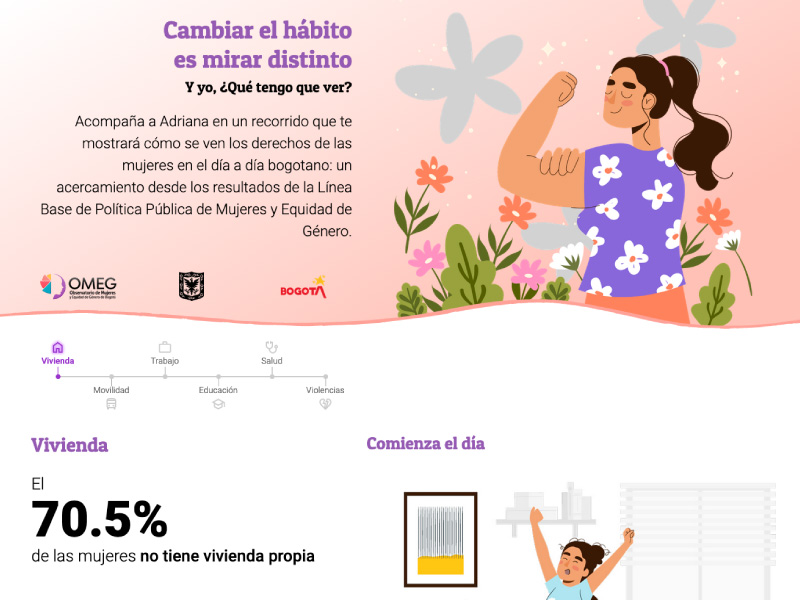 Cambiar el hábito
es mirar distinto
Y yo, ¿Qué tengo que ver?
Acompaña a Adriana en un recorrido que te
mostrará cómo se ven los derechos de las
mujeres en el día a día bogotano: un
acercamiento desde los resultados de la Línea
Base de Política Pública de Mujeres y Equidad de
Género.
OMEG
Observatorio de Mujeres
y Equidad de Género de Bogotá
BOGOTÁ
Vivienda
Trabajo
Salud
Movilidad
Educación
Violencias
Vivienda
El
70.5%
de las mujeres no tiene vivienda propia
Comienza el día